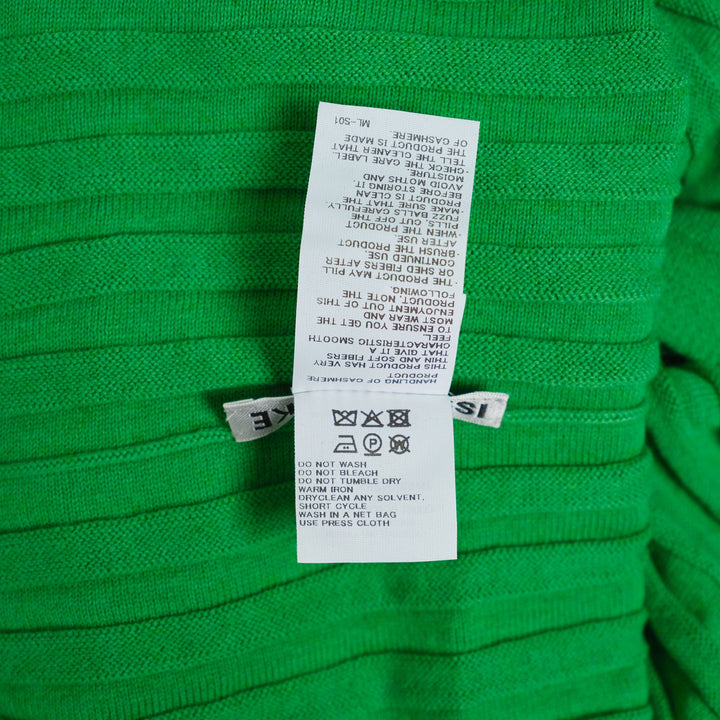 HANDLING OF CASHMERE
PRODUCT
THIS PRODUCT HAS VERY
THIN AND SOFT FIBERS
THAT GIVE IT A
CHARACTERISTIC SMOOTH
FEEL.
TO ENSURE YOU GET THE
MOST WEAR AND
ENJOYMENT OUT OF THIS
PRODUCT, NOTE THE
FOLLOWING.
·THE PRODUCT MAY PILL
OR SHED FIBERS AFTER
CONTINUED USE.
·BRUSH THE PRODUCT
AFTER USE.
·WHEN THE PRODUCT
PILLS, CUT OFF THE
FUZZ BALLS CAREFULLY.
·MAKE SURE THAT THE
PRODUCT IS CLEAN
BEFORE STORING IT.
AVOID MOTHS AND
MOISTURE.
·CHECK THE CARE LABEL.
TELL THE CLEANER THAT
THE PRODUCT IS MADE
OF CASHMERE.
ML-S01
IS
KE
P
W
DO NOT WASH
DO NOT BLEACH
DO NOT TUMBLE DRY
WARM IRON
DRYCLEAN ANY SOLVENT,
SHORT CYCLE
WASH IN A NET BAG
USE PRESS CLOTH